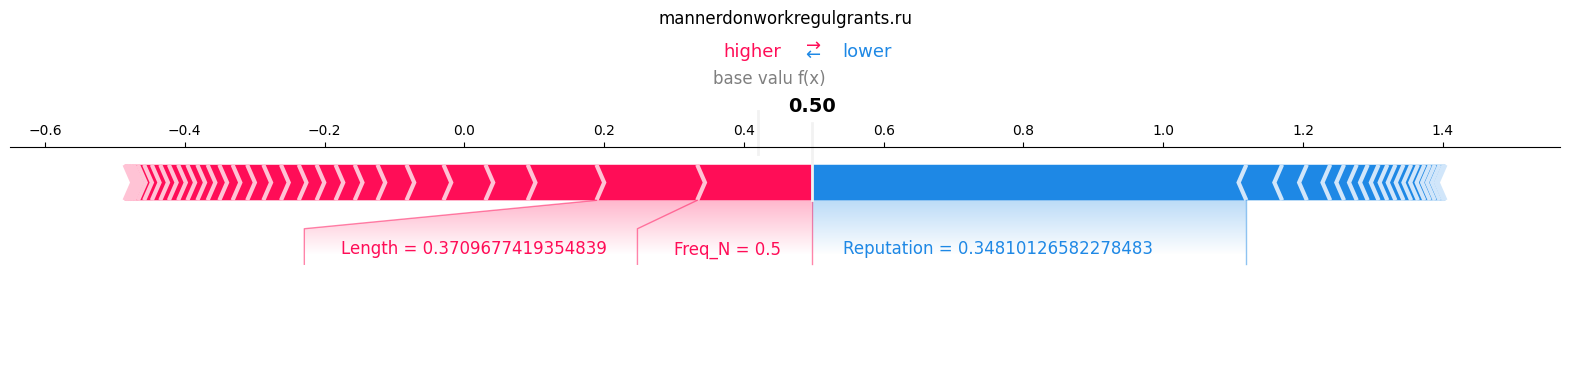 mannerdonworkregulgrants.ru
higher ⇄ lower
base valu f(x)
0.50
−0.6 −0.4 −0.2 0.0 0.2 0.4 0.6 0.8 1.0 1.2 1.4
Length = 0.3709677419354839 Freq_N = 0.5 Reputation = 0.34810126582278483